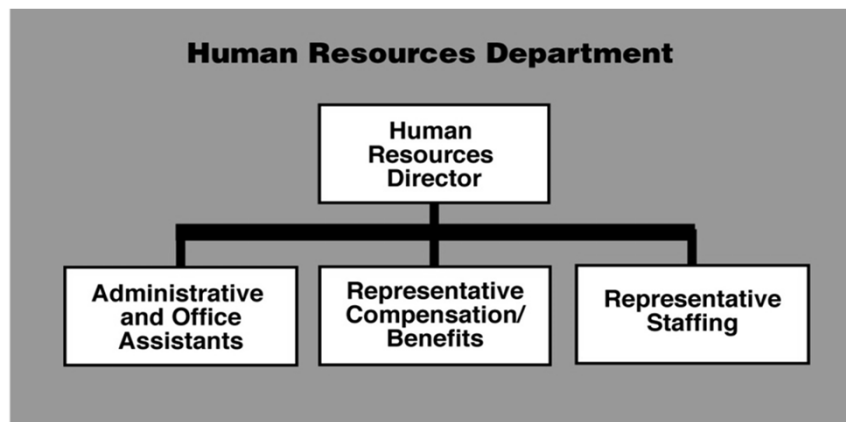 Human Resources Department
Human
Resources
Director
Administrative
and Office
Assistants
Representative
Compensation/
Benefits
Representative
Staffing